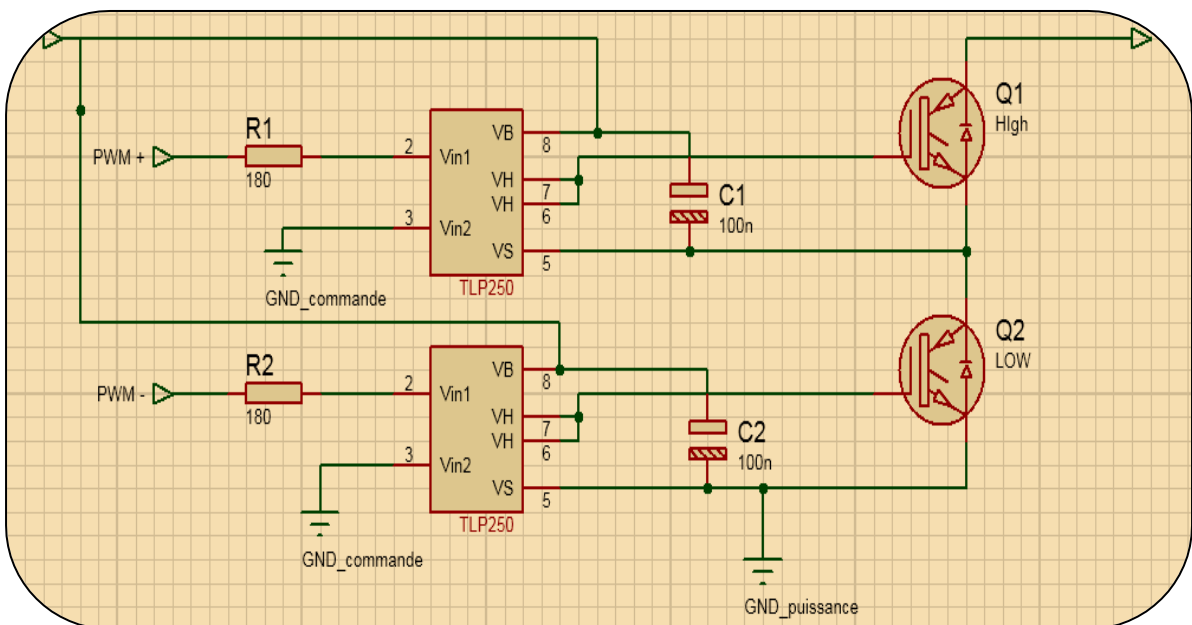 R1
PWM +
180
2
Vin1
3
Vin2
VB
8
VH
7
VH
6
VS
5
TLP250
GND_commande
C1
100n
Q1
HIgh
R2
PWM -
180
2
Vin1
3
Vin2
VB
8
VH
7
VH
6
VS
5
TLP250
GND_commande
C2
100n
Q2
LOW
GND_puissance